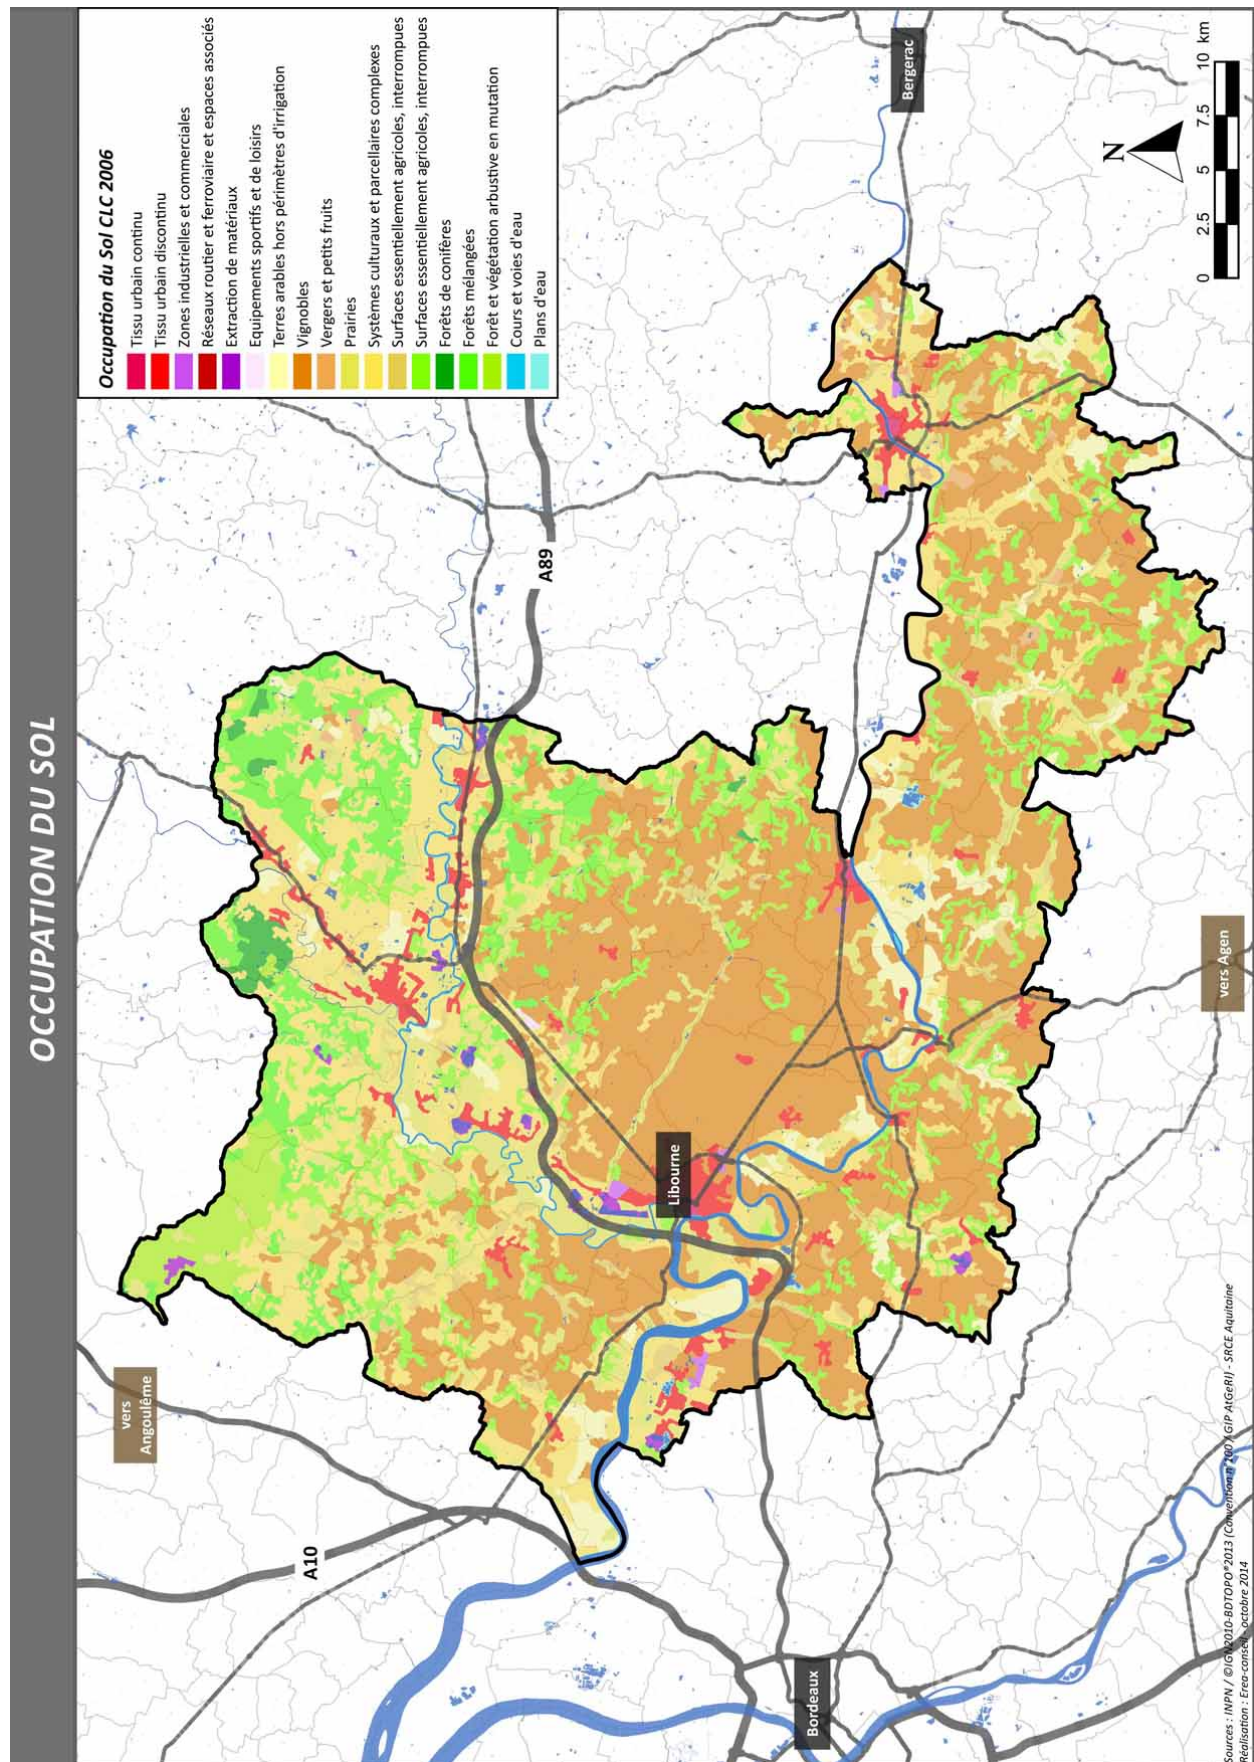 OCCUPATION DU SOL
Occupation du Sol CLC 2006
Tissu urbain continu
Tissu urbain discontinu
Zones industrielles et commerciales
Réseaux routier et ferroviaire et espaces associés
Extraction de matériaux
Equipements sportifs et de loisirs
Terres arables hors périmètres d'irrigation
Vignobles
Vergers et petits fruits
Prairies
Systèmes culturaux et parcellaires complexes
Surfaces essentiellement agricoles, interrompues
Surfaces essentiellement agricoles, interrompues
Forêts de conifères
Forêts mélangées
Forêt et végétation arbustive en mutation
Cours et voies d'eau
Plans d'eau
vers
Angoulême
A10
A89
Libourne
Bergerac
Bordeaux
vers Agen
N
0 2.5 5 7.5 10 km
Sources : INPN / ©IGN2010-BDTOPO®2013 (Convention n°2007 / GIP AtGeRi) - SRCE Aquitaine
Réalisation : Erea-conseil- octobre 2014